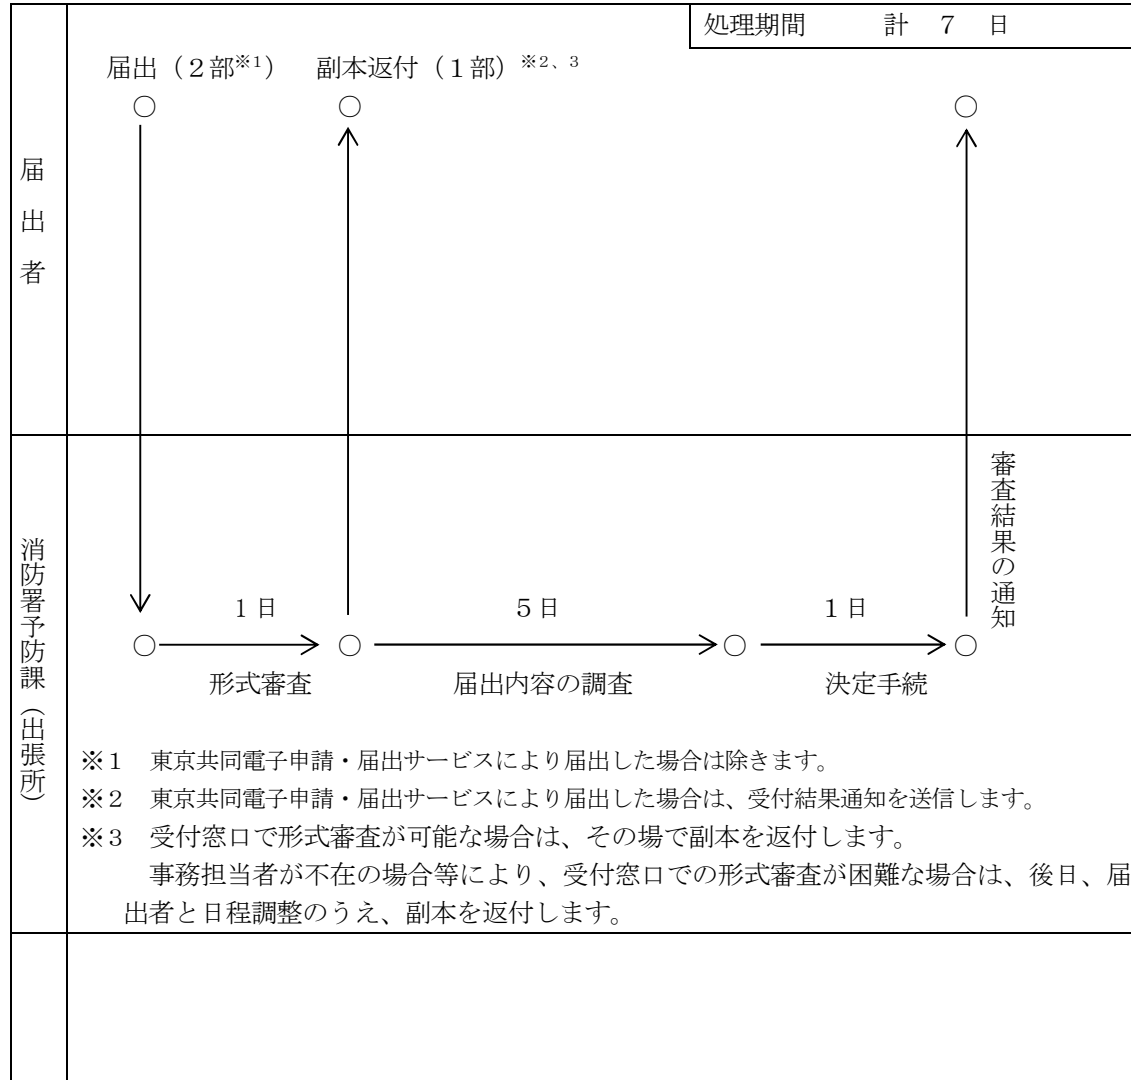 処理期間 計 7 日
届出（２部※1） 副本返付（１部）※2、3
届出者
審査結果の通知
１日 ５日 １日
形式審査 届出内容の調査 決定手続
消防署予防課（出張所）
※１ 東京共同電子申請・届出サービスにより届出した場合は除きます。
※２ 東京共同電子申請・届出サービスにより届出した場合は、受付結果通知を送信します。
※３ 受付窓口で形式審査が可能な場合は、その場で副本を返付します。
事務担当者が不在の場合等により、受付窓口での形式審査が困難な場合は、後日、届
出者と日程調整のうえ、副本を返付します。